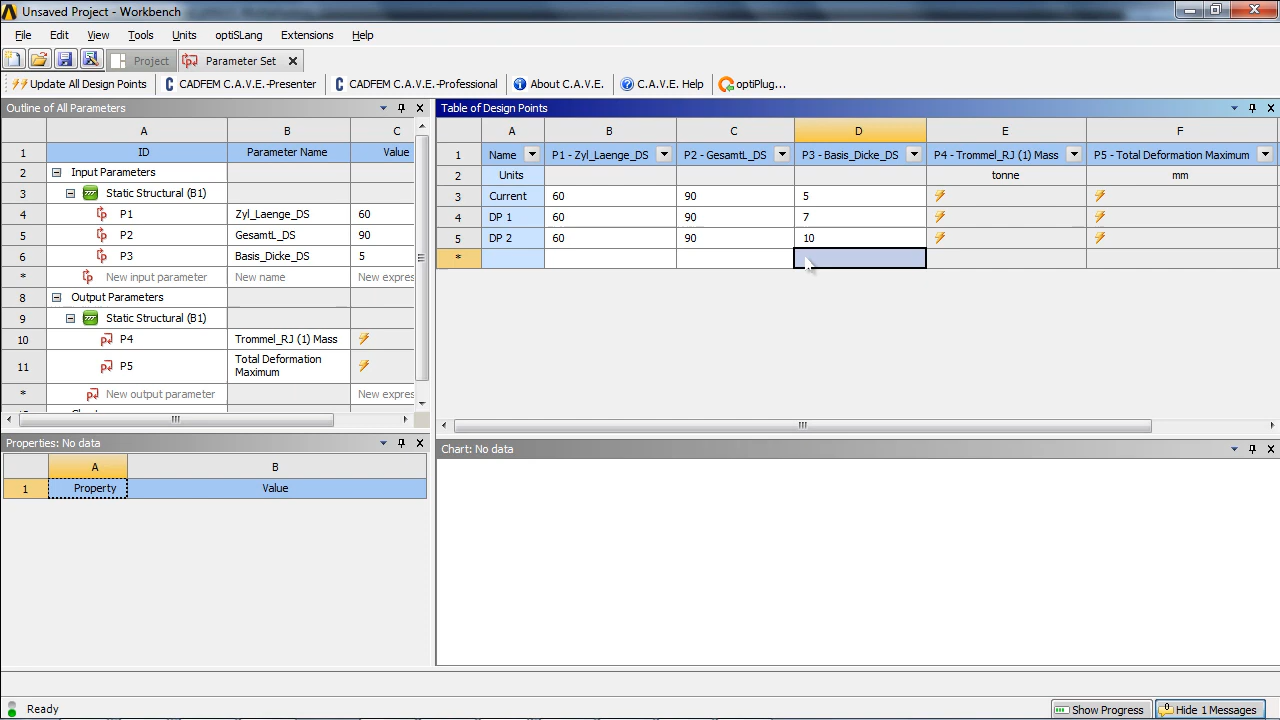 Unsaved Project - Workbench
File Edit View Tools Units optiSLang Extensions Help
Project Parameter Set
Update All Design Points CADFEM C.A.V.E.-Presenter CADFEM C.A.V.E.-Professional About C.A.V.E. C.A.V.E. Help optiPlug...
Outline of All Parameters
A B C
1 ID Parameter Name Value
2 Input Parameters
3 Static Structural (B1)
4 P1 Zyl_Laenge_DS 60
5 P2 GesamtL_DS 90
6 P3 Basis_Dicke_DS 5
* New input parameter New name New expres
8 Output Parameters
9 Static Structural (B1)
10 P4 Trommel_RJ (1) Mass
11 P5 Total Deformation Maximum
* New output parameter New expres
Table of Design Points
A B C D E F
1 Name P1 - Zyl_Laenge_DS P2 - GesamtL_DS P3 - Basis_Dicke_DS P4 - Trommel_RJ (1) Mass P5 - Total Deformation Maximum
2 Units tonne mm
3 Current 60 90 5
4 DP 1 60 90 7
5 DP 2 60 90 10
*
Properties: No data
A B
1 Property Value
Chart: No data
Ready
Show Progress Hide 1 Messages